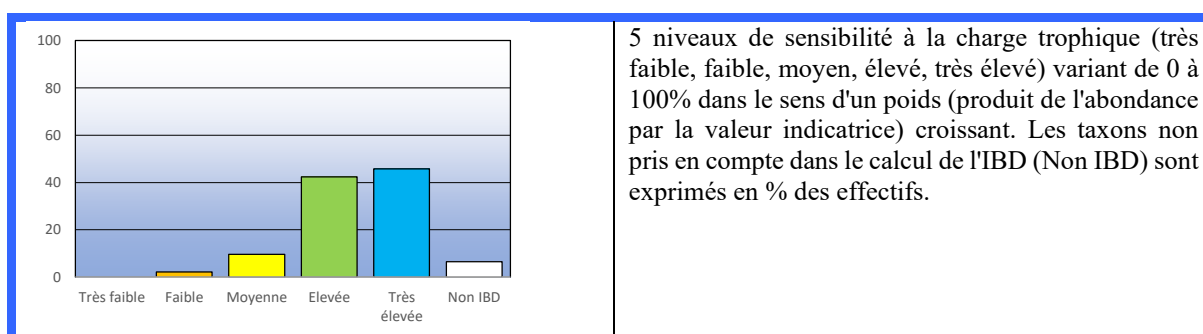 100
80
60
40
20
0
Très faible Faible Moyenne Elevée Très élevée Non IBD
5 niveaux de sensibilité à la charge trophique (très
faible, faible, moyen, élevé, très élevé) variant de 0 à
100% dans le sens d'un poids (produit de l'abondance
par la valeur indicatrice) croissant. Les taxons non
pris en compte dans le calcul de l'IBD (Non IBD) sont
exprimés en % des effectifs.